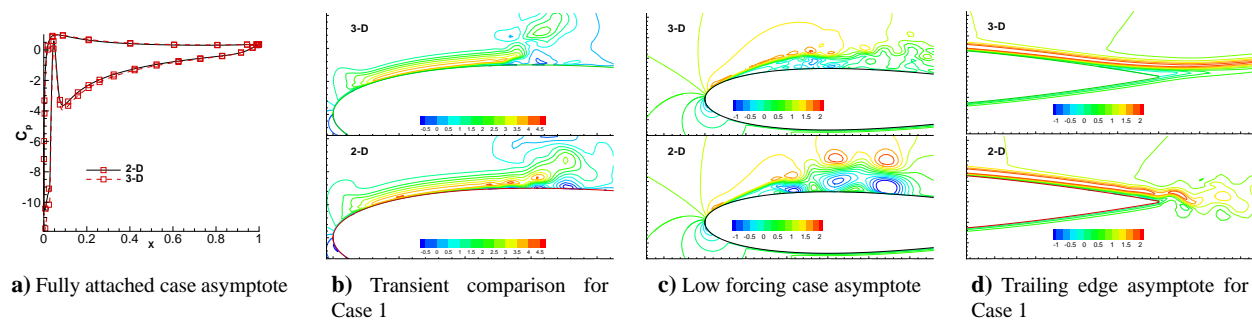 0
-2
-4
-6
-8
-10
C_p
2-D
3-D
0 0.2 0.4 0.6 0.8 1
x
3-D
-0.5 0 0.5 1 1.5 2 2.5 3 3.5 4 4.5
2-D
-0.5 0 0.5 1 1.5 2 2.5 3 3.5 4 4.5
3-D
-1 -0.5 0 0.5 1 1.5 2
2-D
-1 -0.5 0 0.5 1 1.5 2
3-D
-1 -0.5 0 0.5 1 1.5 2
2-D
-1 -0.5 0 0.5 1 1.5 2
a) Fully attached case asymptote
b) Transient comparison for
Case 1
c) Low forcing case asymptote
d) Trailing edge asymptote for
Case 1